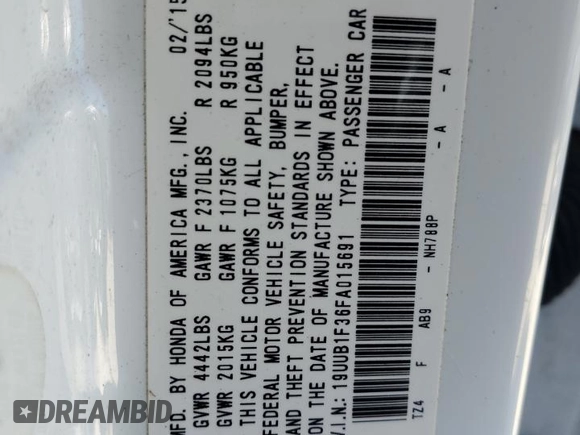 MFD. BY HONDA OF AMERICA MFG., INC. 02/'15
GVWR 4442LBS GAWR F 2370LBS R 2094LBS
GVWR 2015KG GAWR F 1075KG R 950KG
THIS VEHICLE CONFORMS TO ALL APPLICABLE
FEDERAL MOTOR VEHICLE SAFETY, BUMPER,
AND THEFT PREVENTION STANDARDS IN EFFECT
ON THE DATE OF MANUFACTURE SHOWN ABOVE.
V.I.N.: 19UUB1F36FA015691 TYPE: PASSENGER CAR
TZ4 F AB9 - NH788P - A - A
DREAMBID.COM